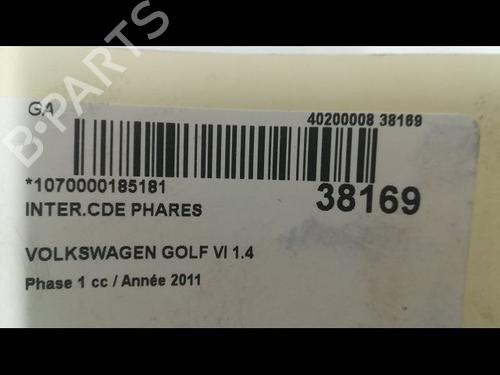 GA
40200008 38169
*1070000185181
38169
INTER.CDE PHARES
VOLKSWAGEN GOLF VI 1.4
Phase 1 cc / Année 2011
B-PARTS